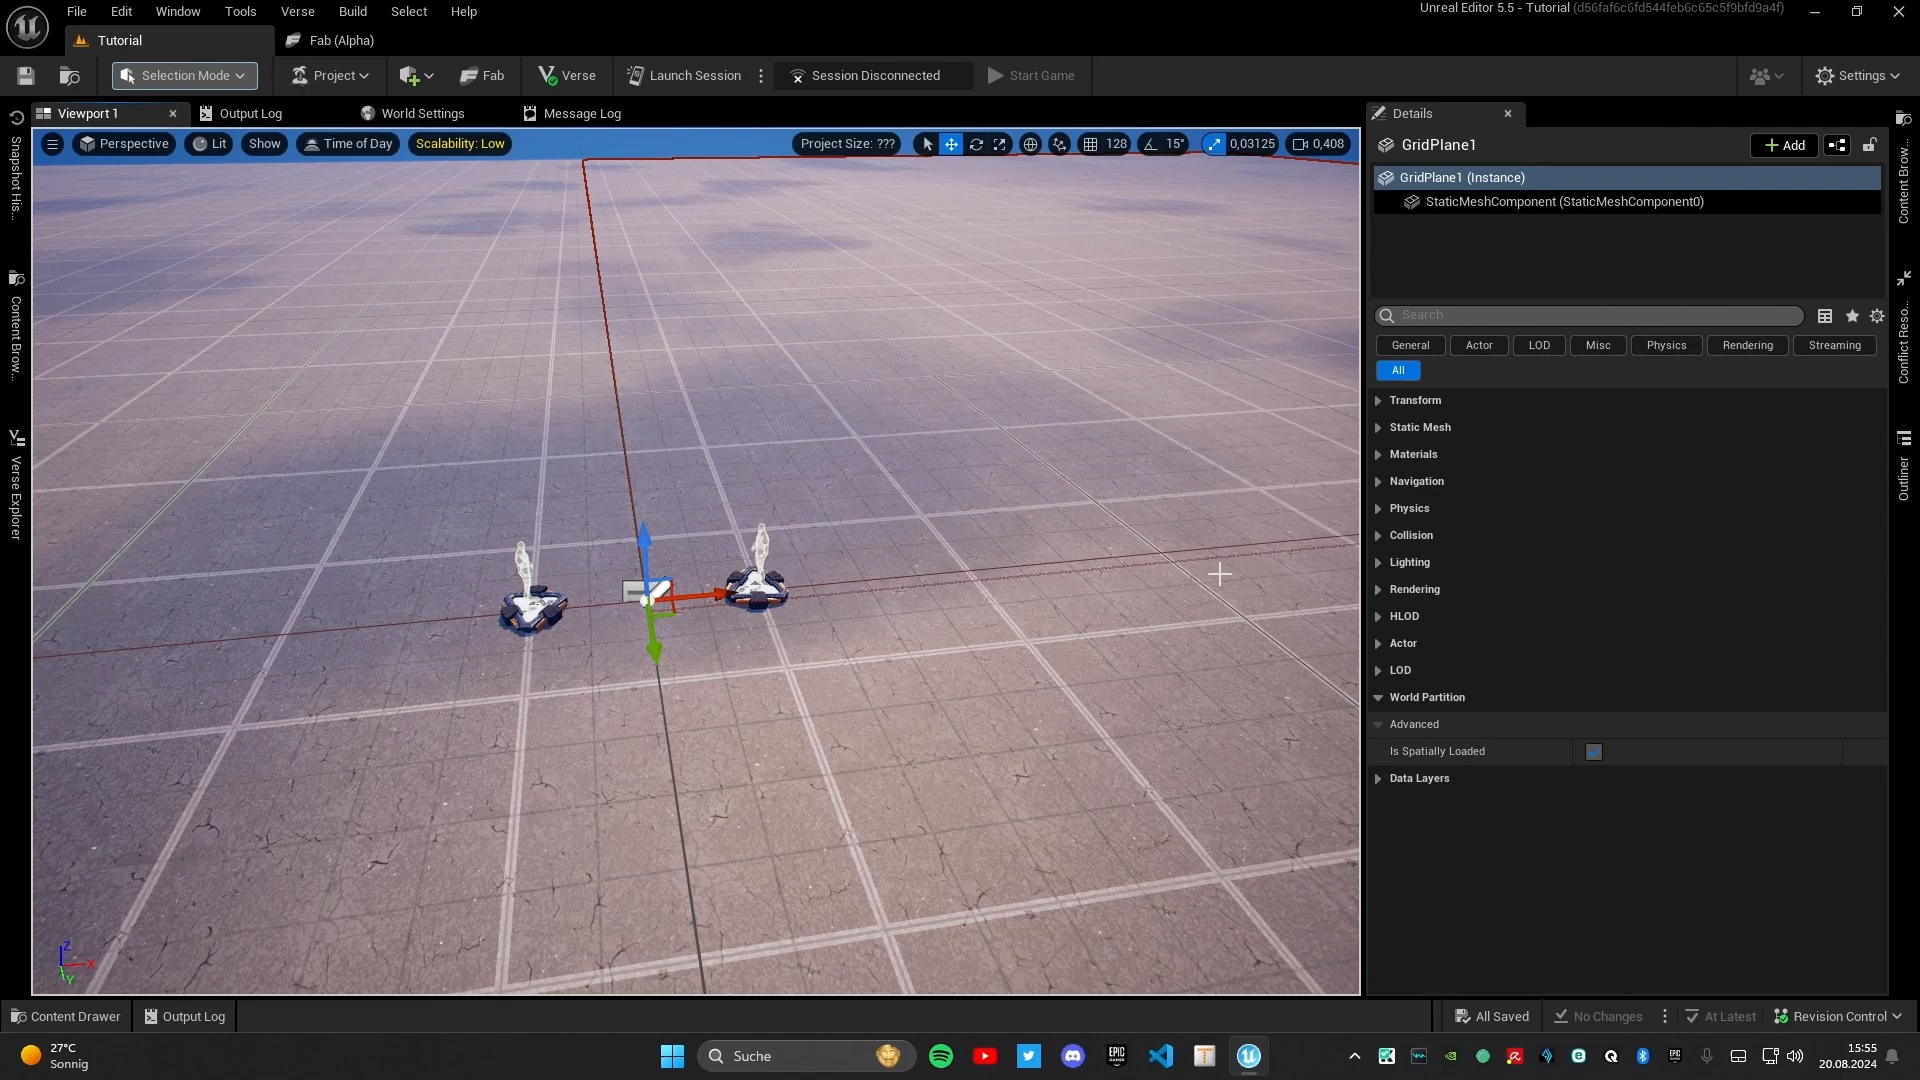 File Edit Window Tools Verse Build Select Help
Unreal Editor 5.5 - Tutorial (d56faf6c6fd544feb6c65c5f9bfd9a4f)
Tutorial
Fab (Alpha)
Selection Mode
Project
Fab
Verse
Launch Session
Session Disconnected
Start Game
Settings
Viewport 1
Output Log
World Settings
Message Log
Details
Perspective
Lit
Show
Time of Day
Scalability: Low
Project Size: ???
128
15°
0,03125
0,408
GridPlane1
Add
GridPlane1 (Instance)
StaticMeshComponent (StaticMeshComponent0)
Search
General
Actor
LOD
Misc
Physics
Rendering
Streaming
All
Transform
Static Mesh
Materials
Navigation
Physics
Collision
Lighting
Rendering
HLOD
Actor
LOD
World Partition
Advanced
Is Spatially Loaded
Data Layers
Snapshot His...
Content Brow...
Verse Explorer
Content Brow...
Conflict Reso...
Outliner
Z
X
Y
Content Drawer
Output Log
All Saved
No Changes
At Latest
Revision Control
27°C
Sonnig
Suche
EPIC
GAMES
15:55
20.08.2024